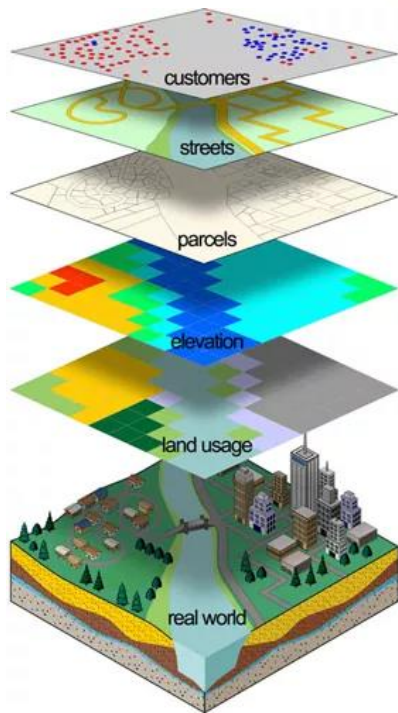 customers
streets
parcels
elevation
land usage
real world